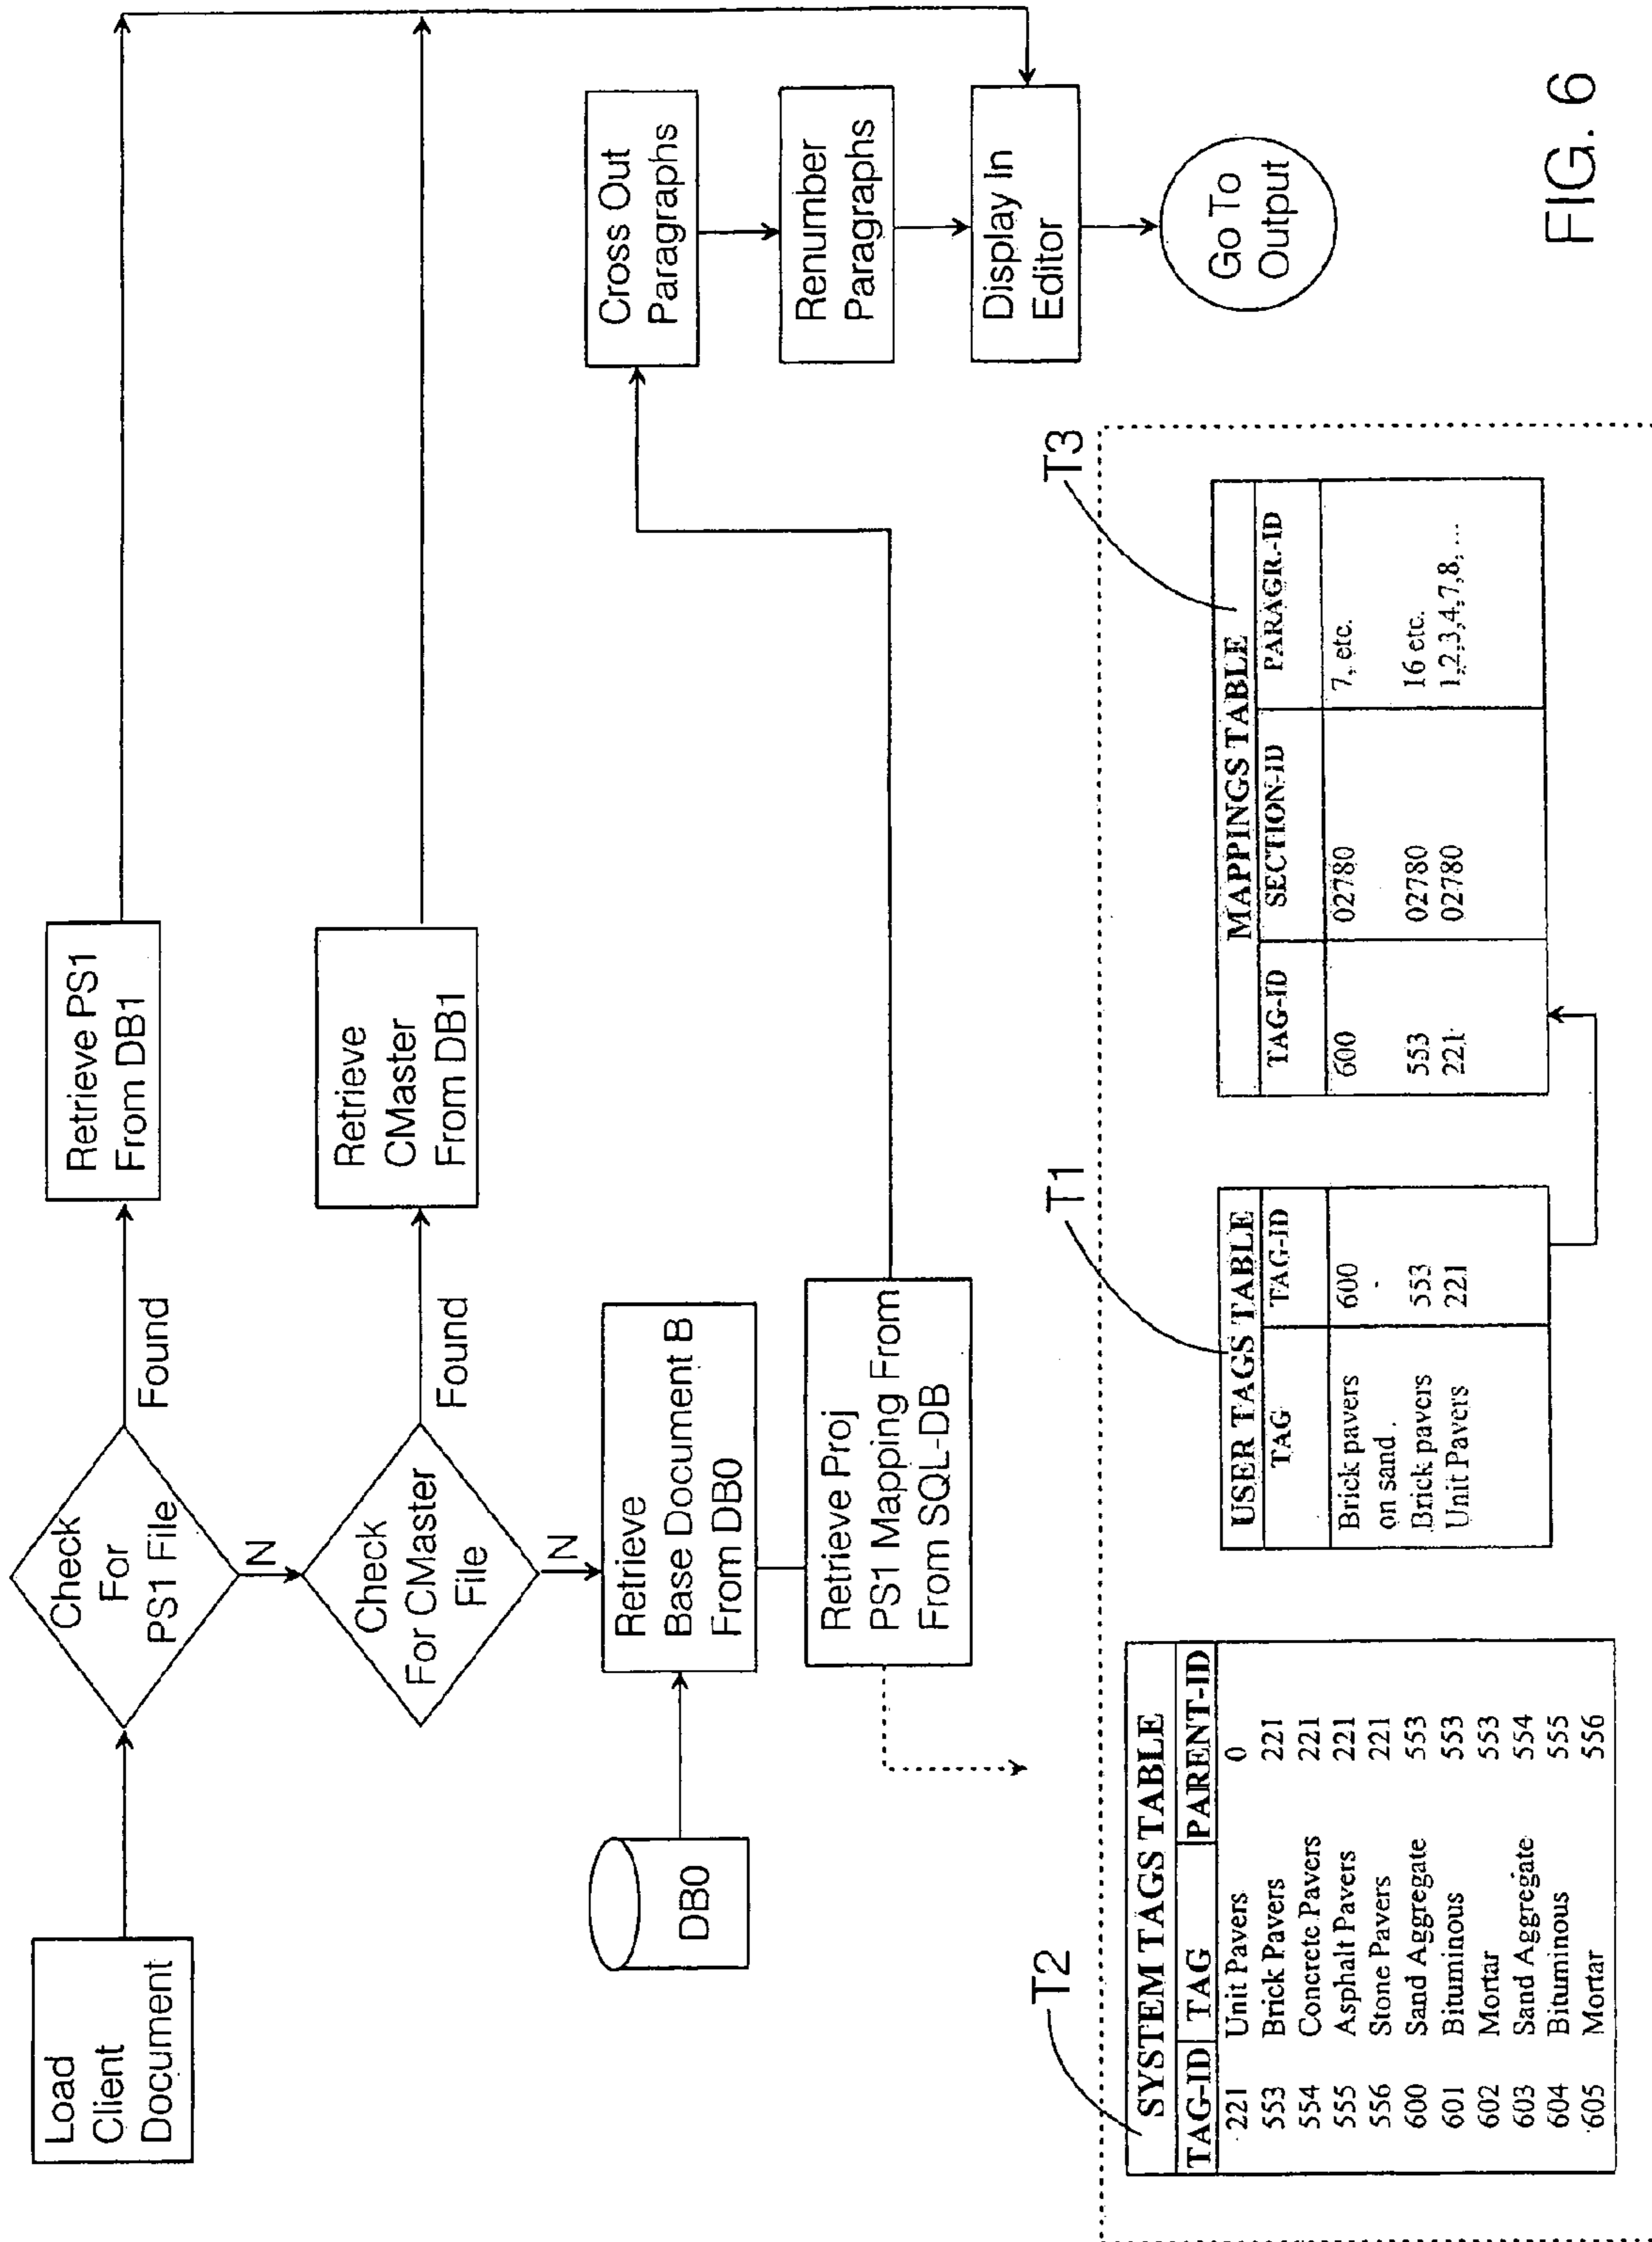 Load
Client
Document
Check
For
PS1 File
Found
Retrieve PS1
From DB1
N
Check
For CMaster
File
Found
Retrieve
CMaster
From DB1
N
DB0
Retrieve
Base Document B
From DB0
Retrieve Proj
PS1 Mapping From
From SQL-DB
Cross Out
Paragraphs
Renumber
Paragraphs
Display In
Editor
Go To
Output
T2
SYSTEM TAGS TABLE
TAG-ID TAG PARENT-ID
221 Unit Pavers 0
553 Brick Pavers 221
554 Concrete Pavers 221
555 Asphalt Pavers 221
556 Stone Pavers 221
600 Sand Aggregate 553
601 Bituminous 553
602 Mortar 553
603 Sand Aggregate 554
604 Bituminous 555
605 Mortar 556
T1
USER TAGS TABLE
TAG TAG-ID
Brick pavers 600
on sand .
Brick pavers 553
Unit Pavers 221
T3
MAPPINGS TABLE
TAG-ID SECTION-ID PARAGR.-ID
600 02780 7, etc.
553 02780 16 etc.
221 02780 1,2,3,4,7,8, ...
FIG. 6